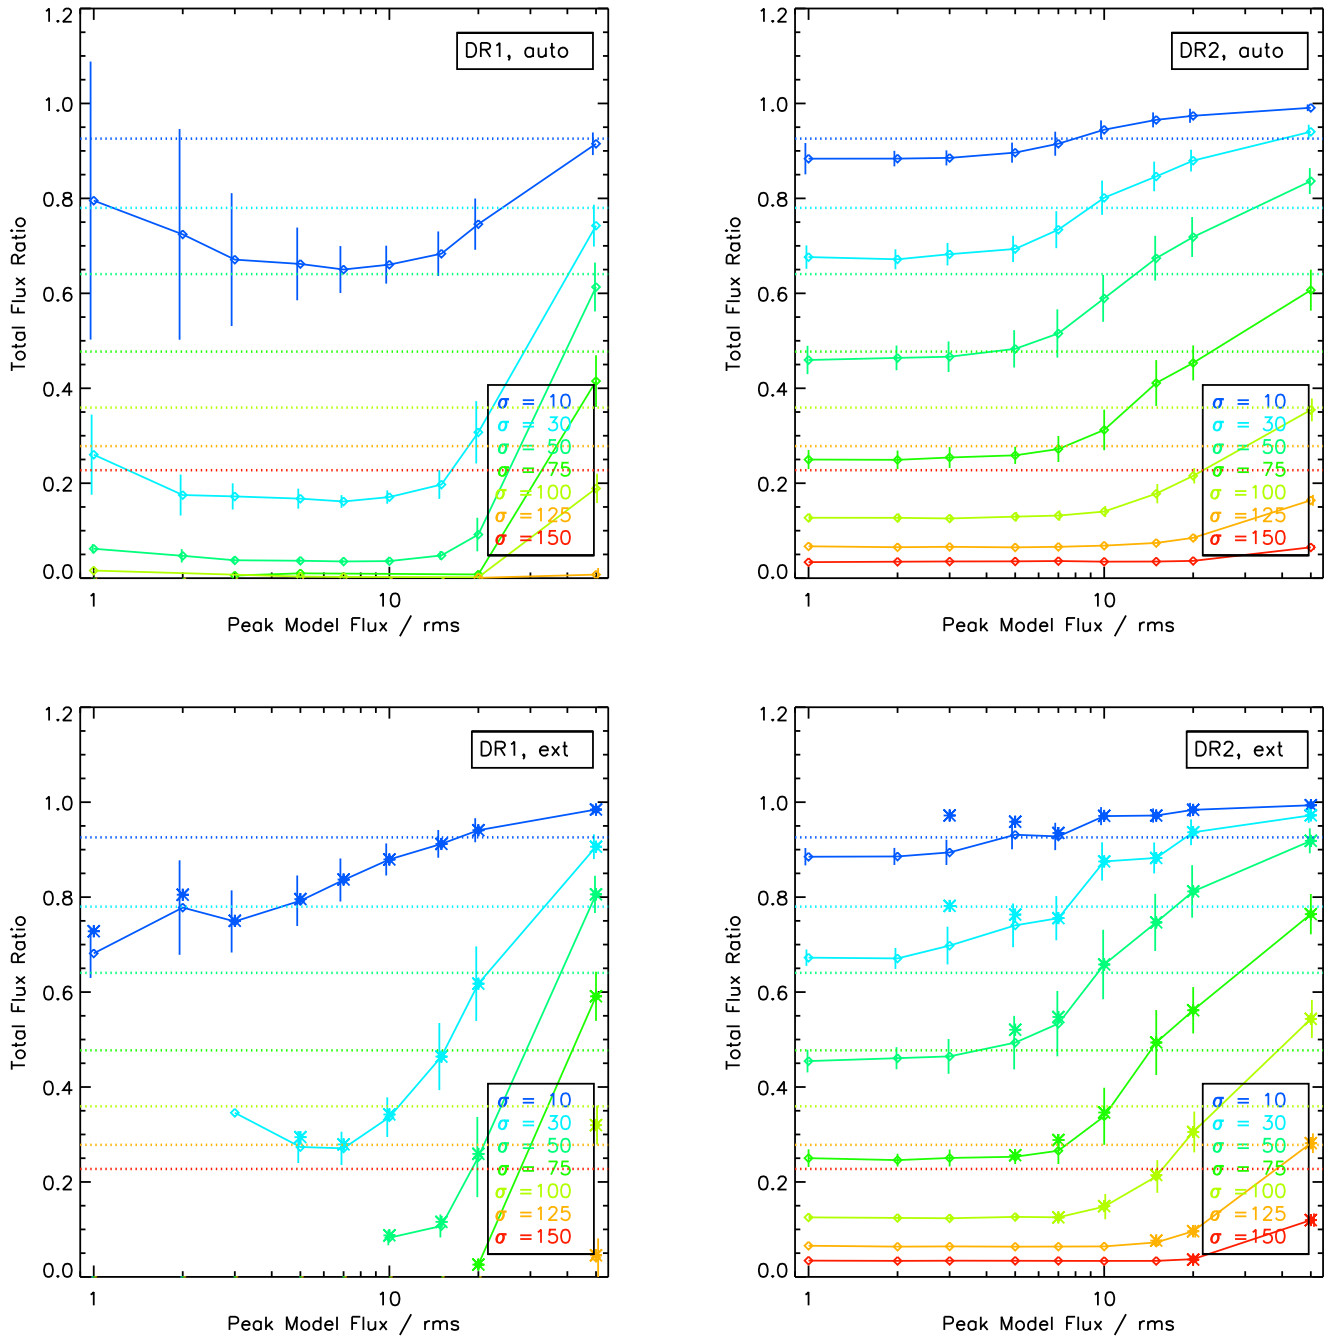 DR1, auto
Total Flux Ratio
1.2
1.0
0.8
0.6
0.4
0.2
0.0
σ = 10
σ = 30
σ = 50
σ = 75
σ =100
σ =125
σ =150
1
10
Peak Model Flux / rms
DR2, auto
Total Flux Ratio
1.2
1.0
0.8
0.6
0.4
0.2
0.0
σ = 10
σ = 30
σ = 50
σ = 75
σ =100
σ =125
σ =150
1
10
Peak Model Flux / rms
DR1, ext
Total Flux Ratio
1.2
1.0
0.8
0.6
0.4
0.2
0.0
σ = 10
σ = 30
σ = 50
σ = 75
σ =100
σ =125
σ =150
1
10
Peak Model Flux / rms
DR2, ext
Total Flux Ratio
1.2
1.0
0.8
0.6
0.4
0.2
0.0
σ = 10
σ = 30
σ = 50
σ = 75
σ =100
σ =125
σ =150
1
10
Peak Model Flux / rms